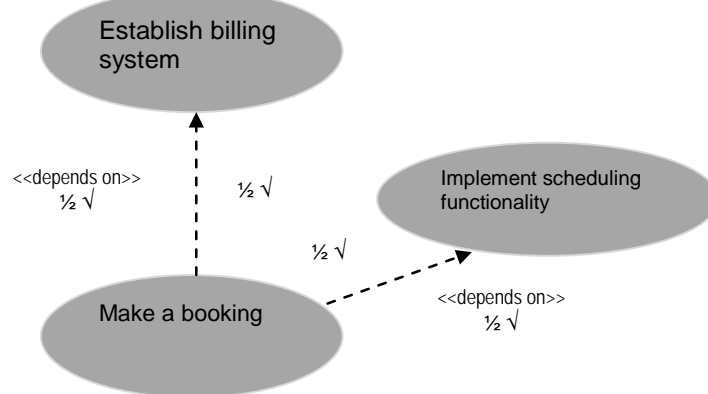 Establish billing
system
<<depends on>>
½ √
½ √
Implement scheduling
functionality
½ √
<<depends on>>
½ √
Make a booking